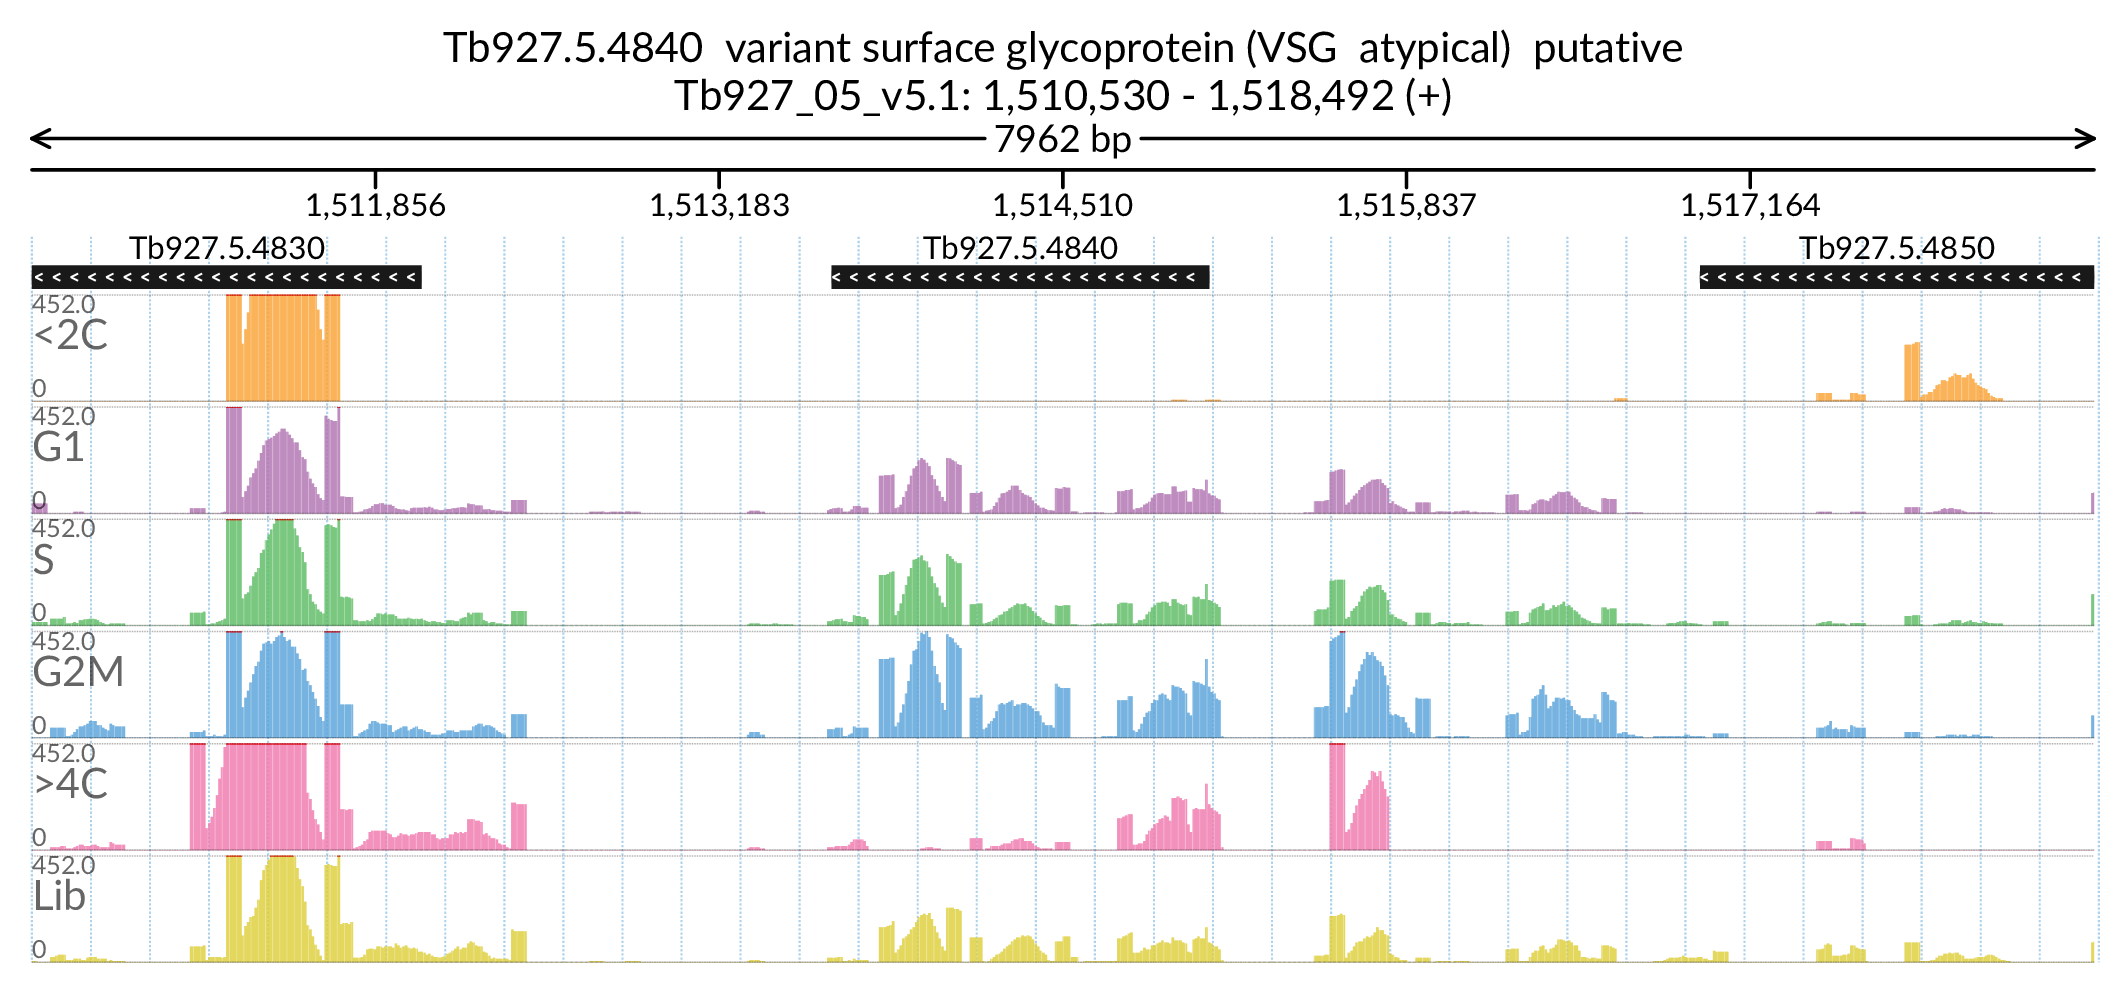 Tb927.5.4840  variant surface glycoprotein (VSG  atypical)  putative
Tb927_05_v5.1: 1,510,530 - 1,518,492 (+)
7962 bp
1,511,856 1,513,183 1,514,510 1,515,837 1,517,164
Tb927.5.4830 Tb927.5.4840 Tb927.5.4850
452.0
<2C
0
452.0
G1
0
452.0
S
0
452.0
G2M
0
452.0
>4C
0
452.0
Lib
0